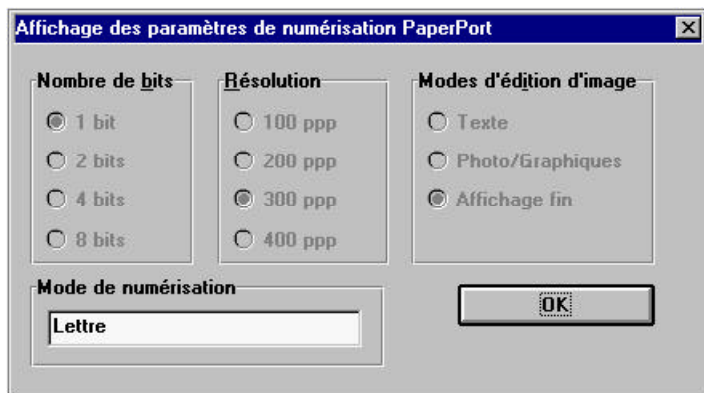 Affichage des paramètres de numérisation PaperPort
Nombre de bits
1 bit
2 bits
4 bits
8 bits
Résolution
100 ppp
200 ppp
300 ppp
400 ppp
Modes d'édition d'image
Texte
Photo/Graphiques
Affichage fin
Mode de numérisation
Lettre
OK